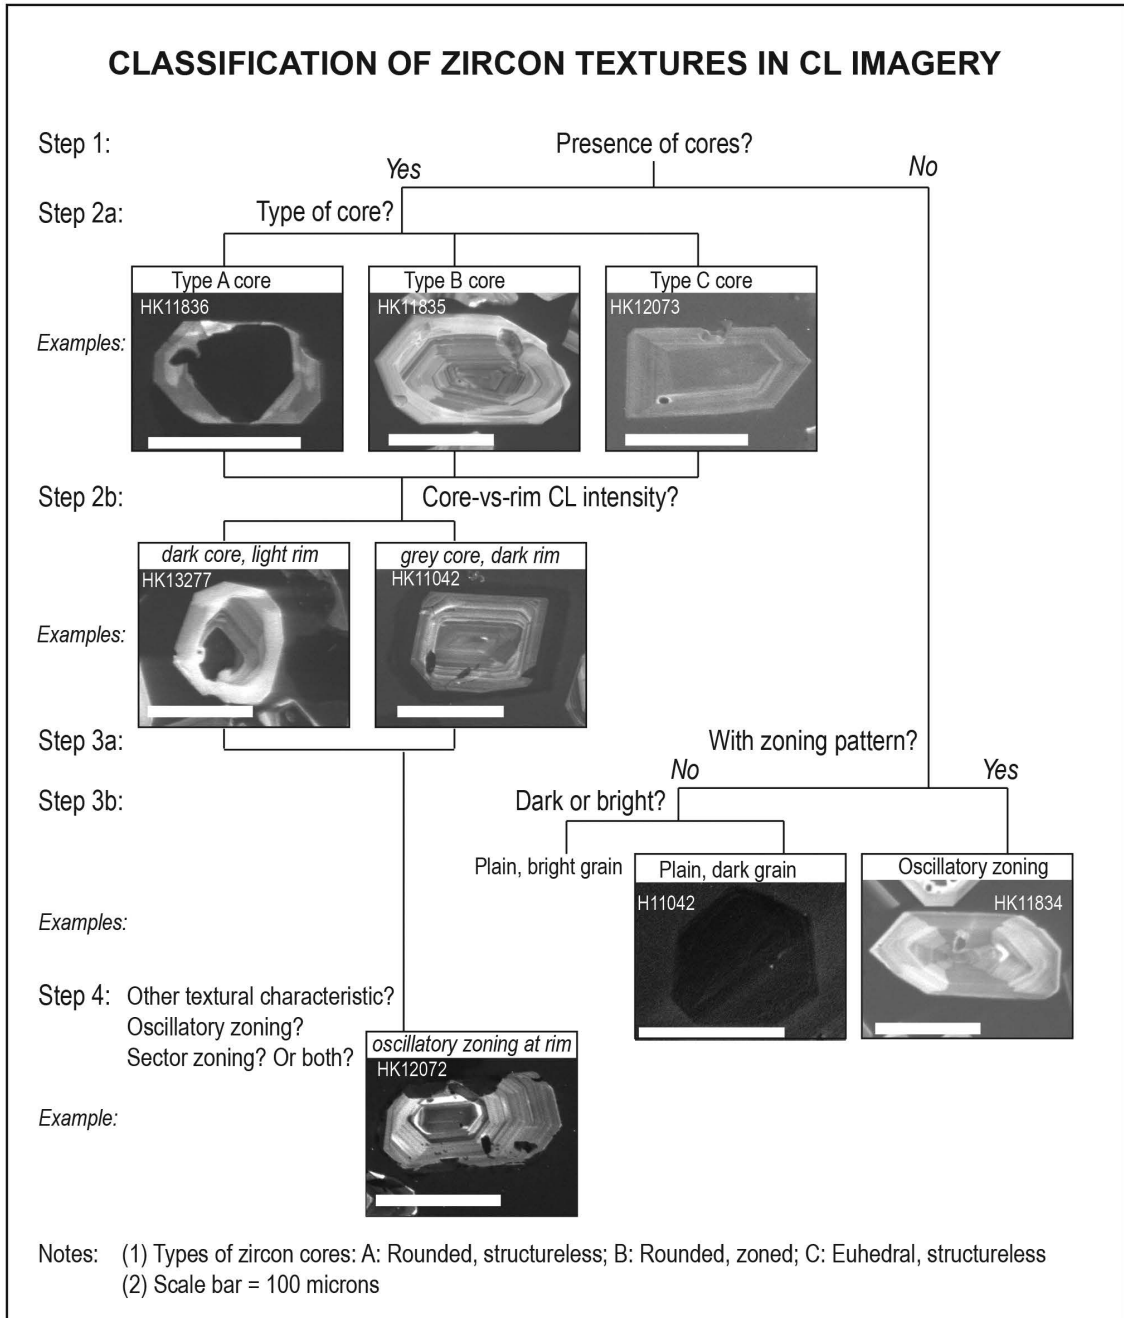 CLASSIFICATION OF ZIRCON TEXTURES IN CL IMAGERY
Step 1:
Presence of cores?
Yes
No
Step 2a:
Type of core?
Type A core
Type B core
Type C core
HK11836
HK11835
HK12073
Examples:
Step 2b:
Core-vs-rim CL intensity?
dark core, light rim
grey core, dark rim
HK13277
HK11042
Examples:
Step 3a:
With zoning pattern?
No
Yes
Step 3b:
Dark or bright?
Plain, bright grain
Plain, dark grain
Oscillatory zoning
H11042
HK11834
Examples:
Step 4: Other textural characteristic?
Oscillatory zoning?
Sector zoning? Or both?
oscillatory zoning at rim
HK12072
Example:
Notes: (1) Types of zircon cores: A: Rounded, structureless; B: Rounded, zoned; C: Euhedral, structureless
(2) Scale bar = 100 microns